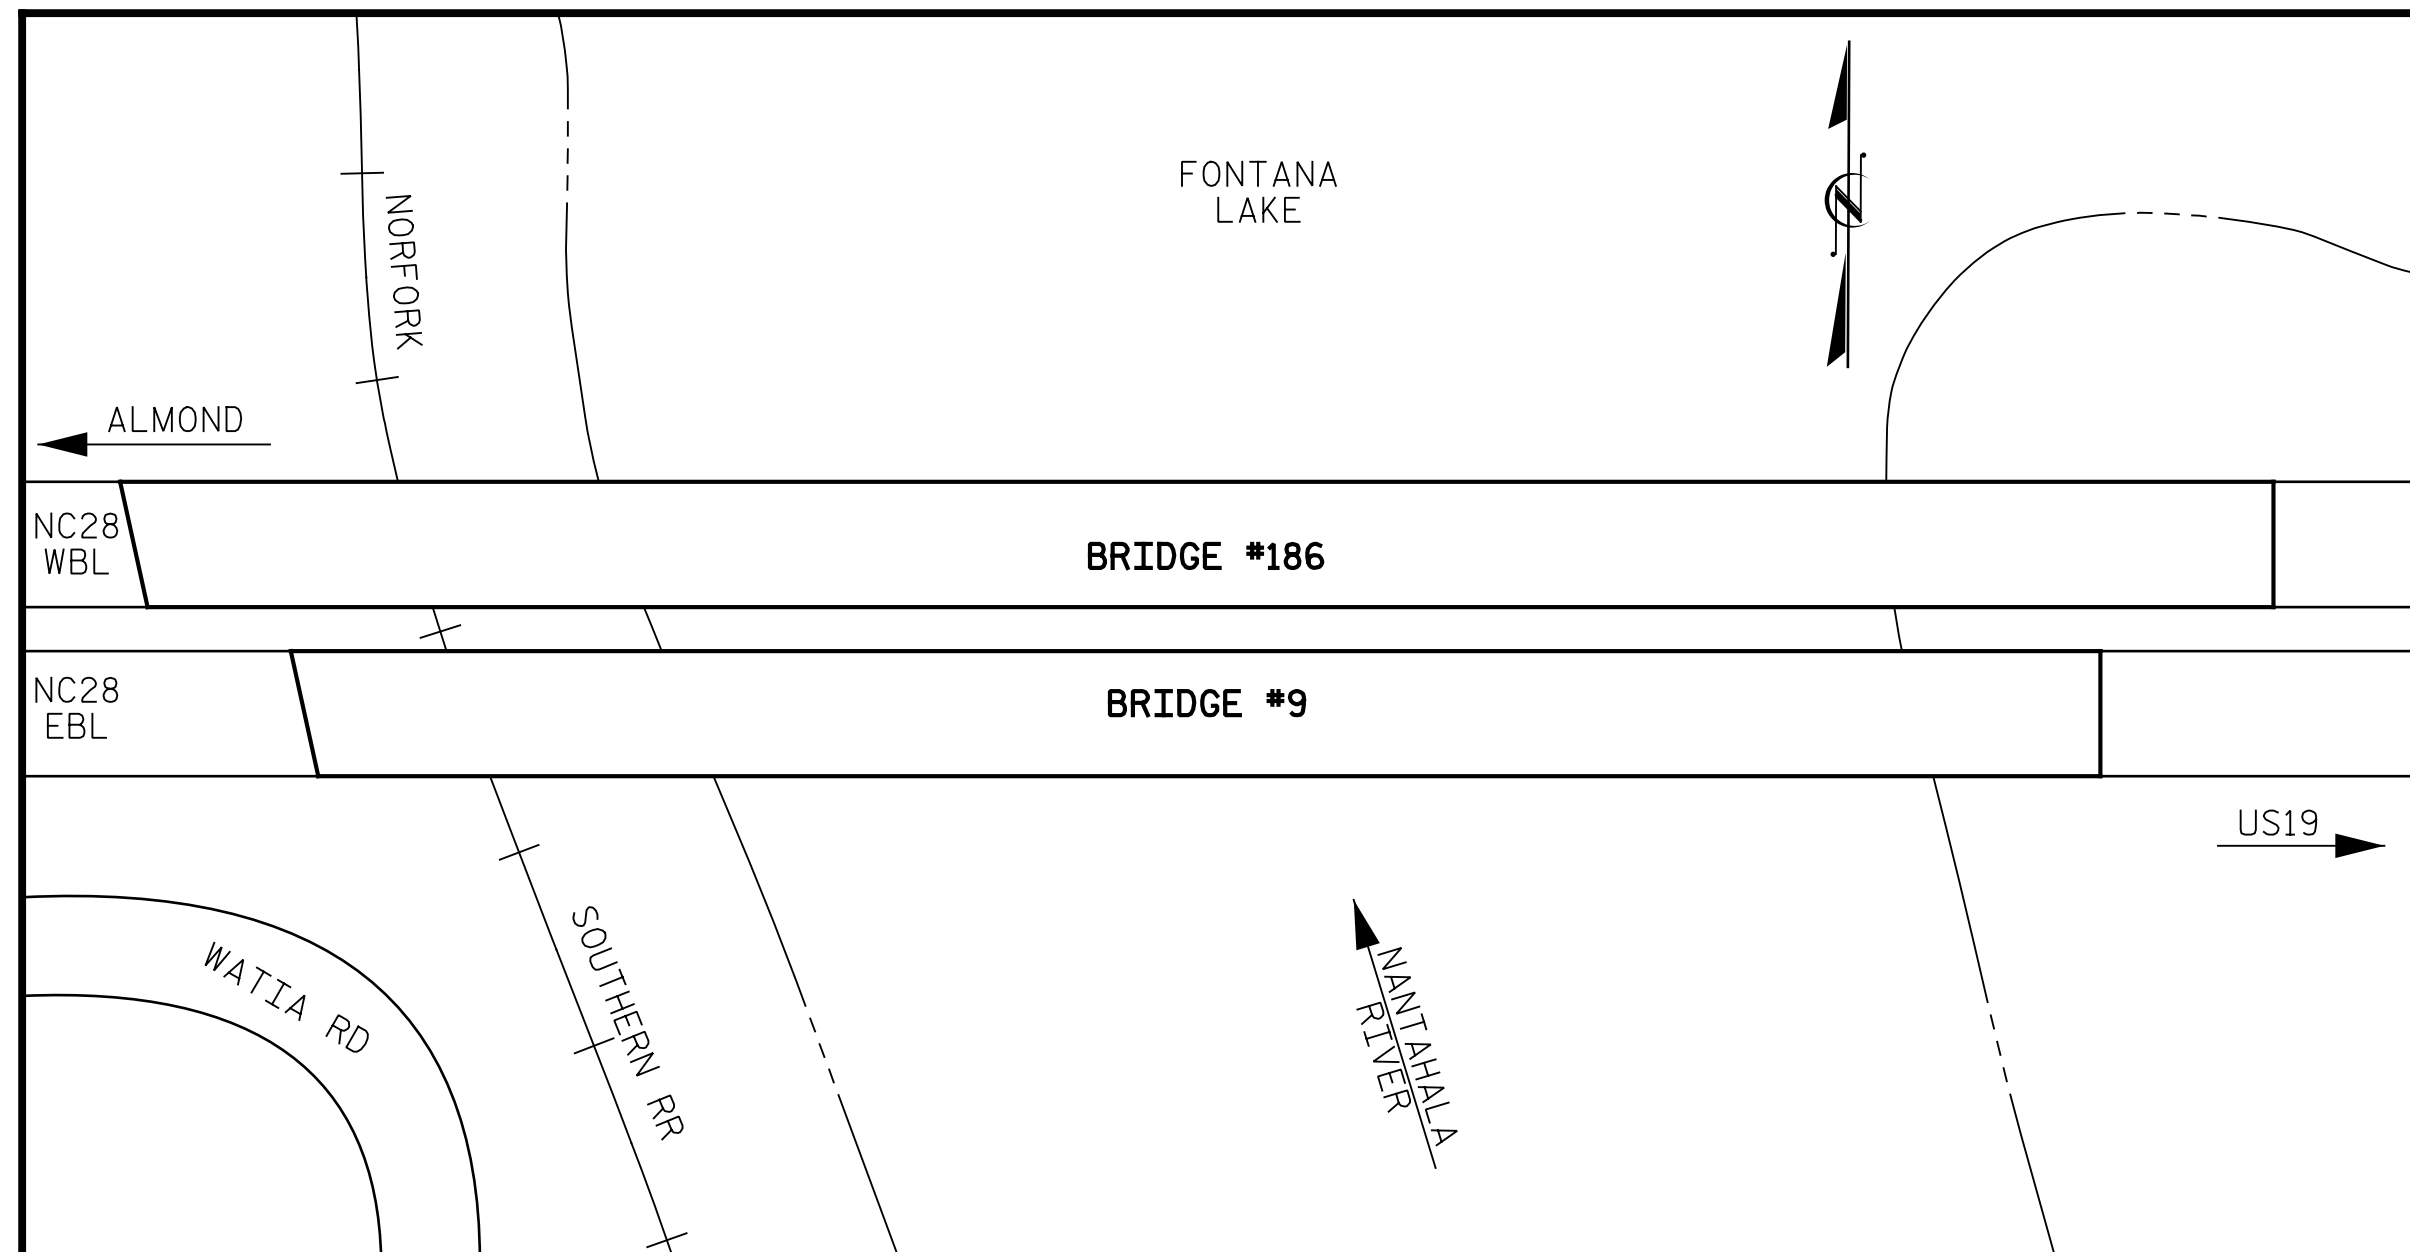 FONTANA
LAKE
N
NORFORK
ALMOND
NC28
WBL
BRIDGE #186
NC28
EBL
BRIDGE #9
US19
WATIA RD
SOUTHERN RR
NANTAHALA
RIVER